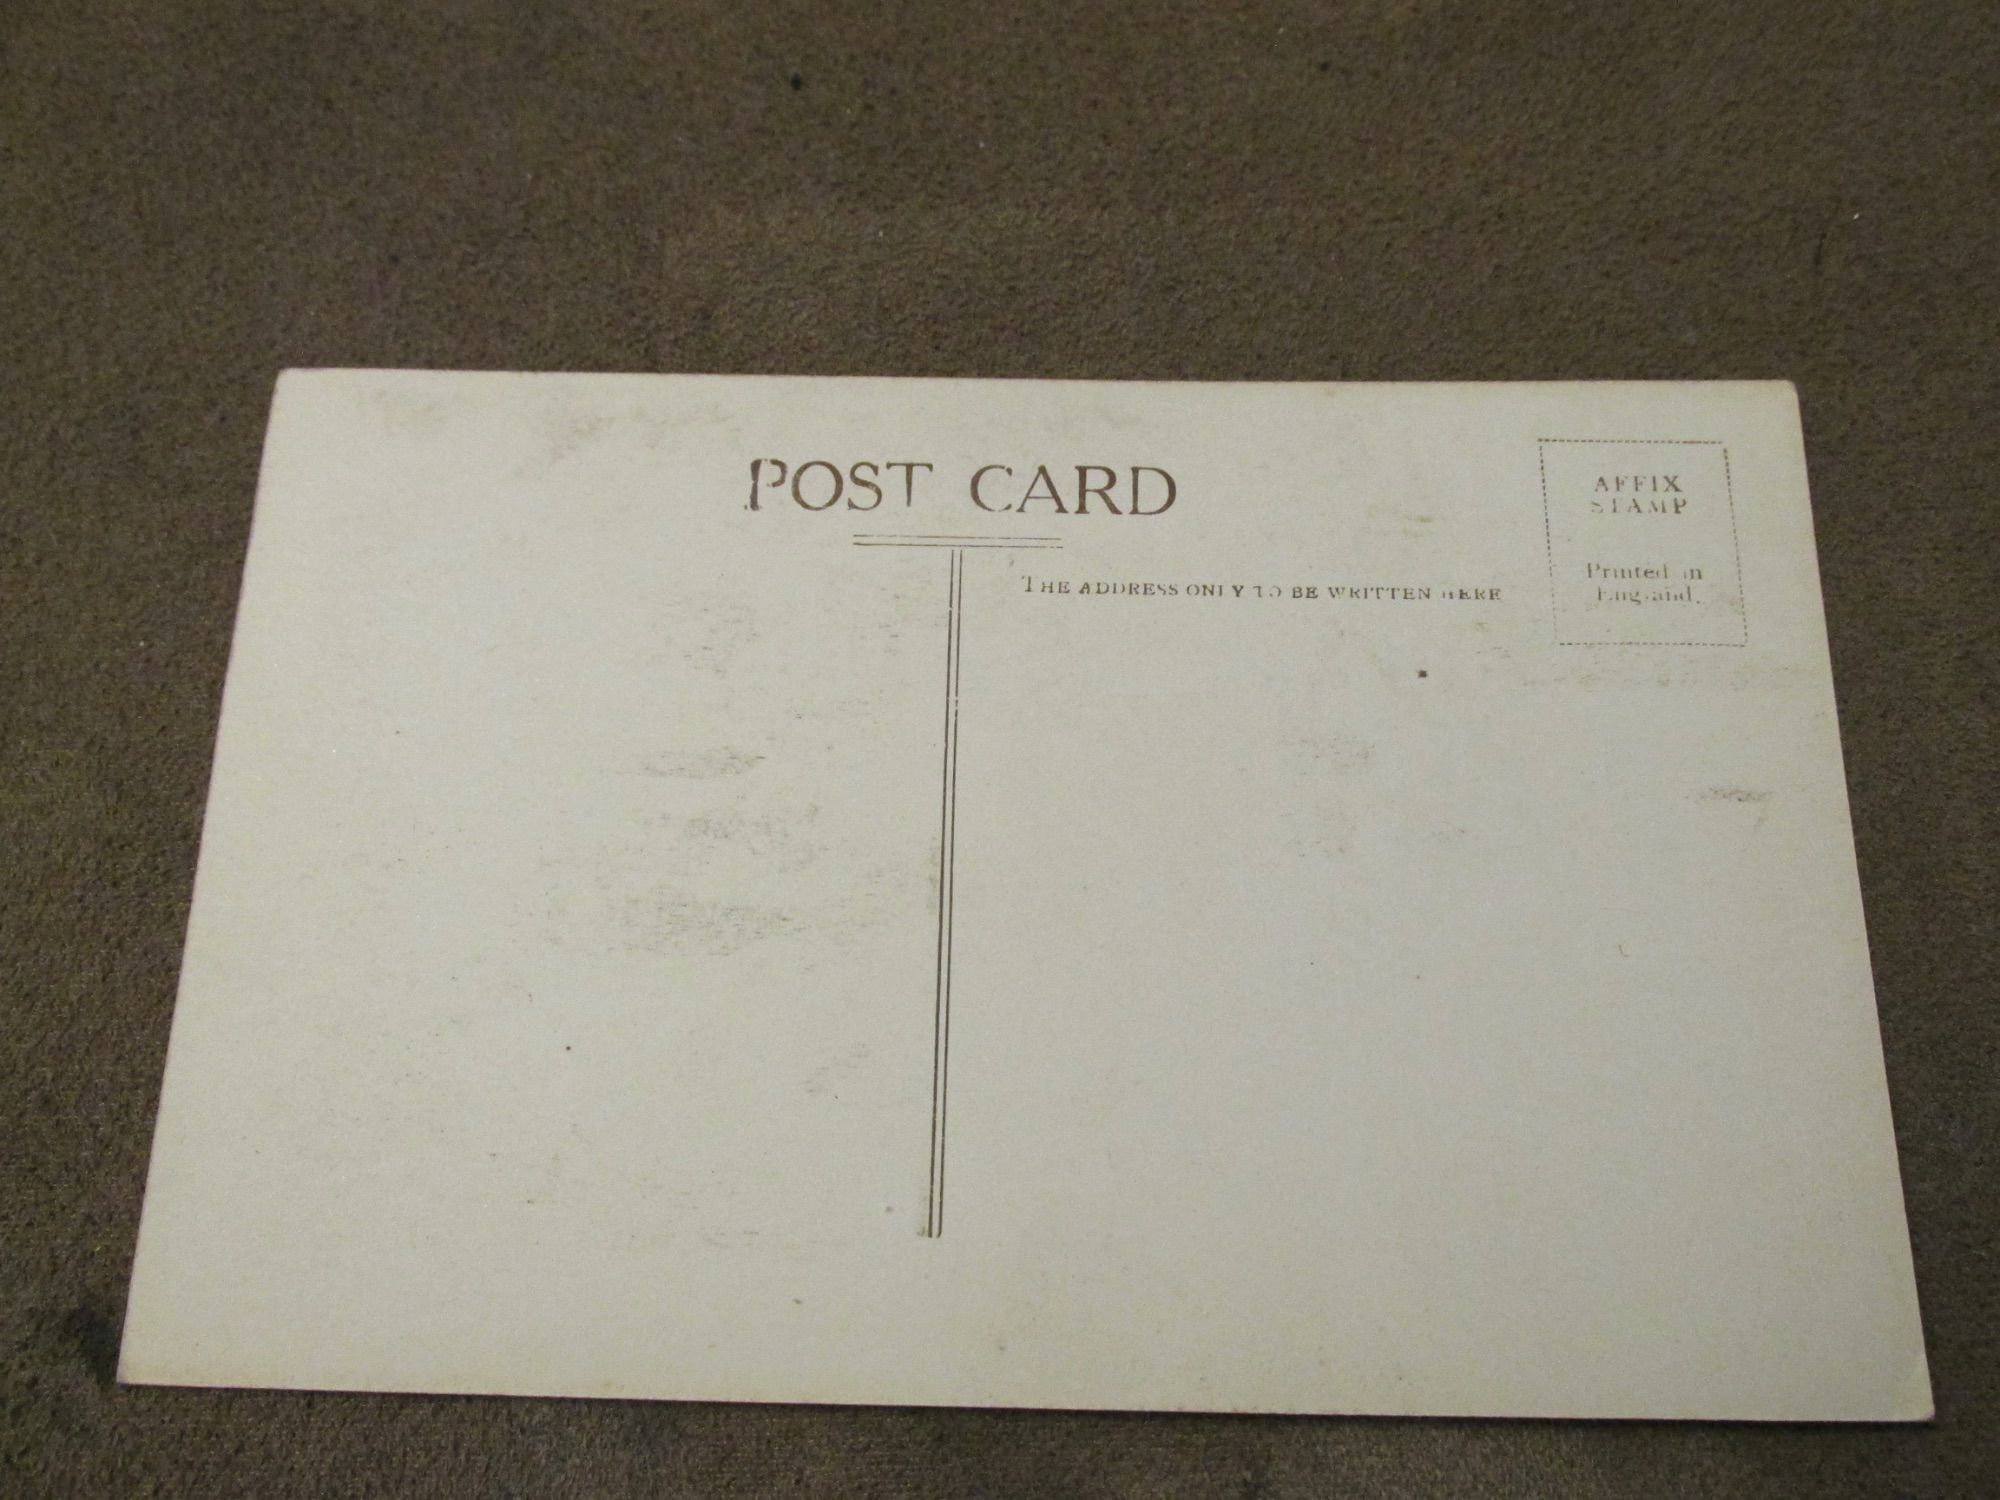 POST CARD
AFFIX
STAMP
THE ADDRESS ONLY TO BE WRITTEN HERE
Printed in
England.